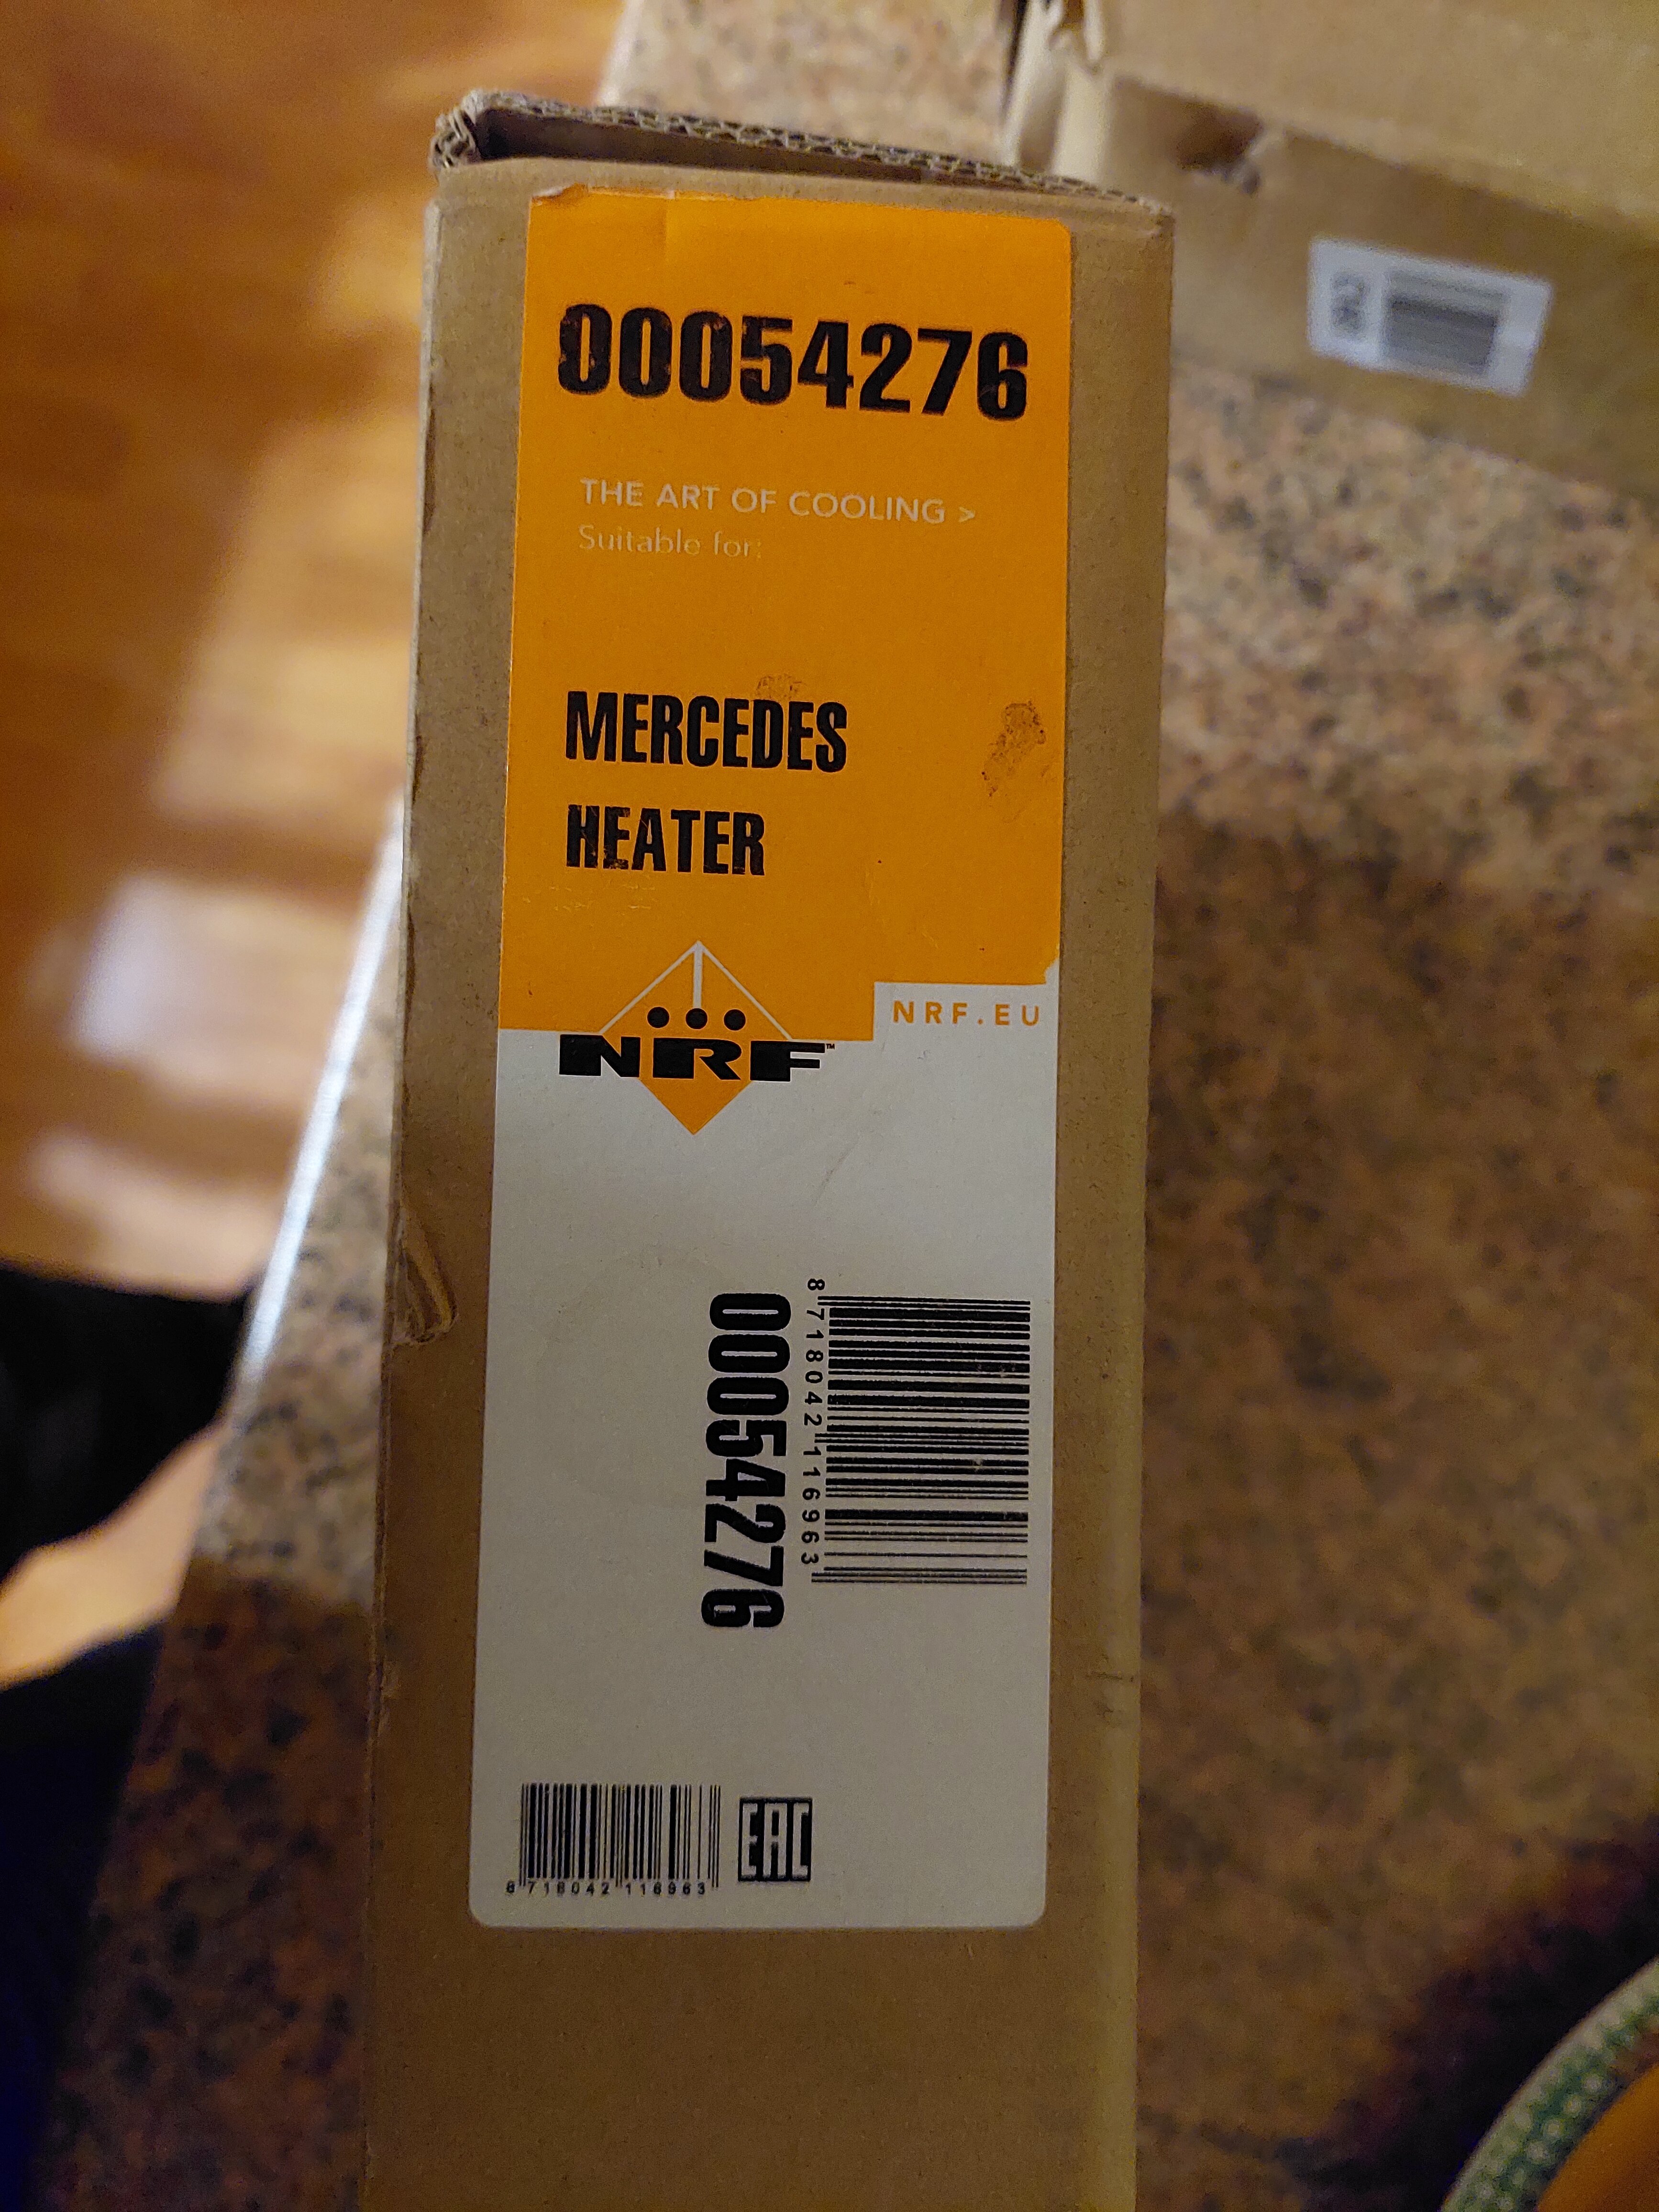 00054276
THE ART OF COOLING >
Suitable for:
MERCEDES
HEATER
NRF.EU
NRF™
8 718042 116963
00054276
8 718042 116963
EAC